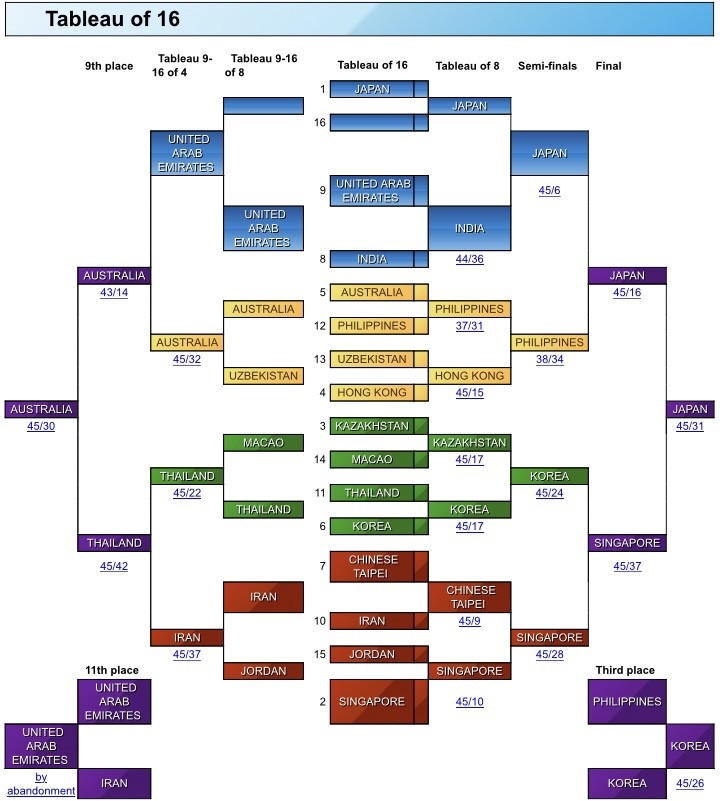 Tableau of 16
9th place
Tableau 9-
16 of 4
Tableau 9-16
of 8
Tableau of 16
Tableau of 8
Semi-finals
Final
1
JAPAN
JAPAN
16
UNITED
ARAB
EMIRATES
JAPAN
45/6
9
UNITED ARAB
EMIRATES
UNITED
ARAB
EMIRATES
INDIA
44/36
8
INDIA
AUSTRALIA
43/14
JAPAN
45/16
5
AUSTRALIA
AUSTRALIA
PHILIPPINES
37/31
12
PHILIPPINES
AUSTRALIA
45/32
PHILIPPINES
38/34
13
UZBEKISTAN
UZBEKISTAN
HONG KONG
45/15
4
HONG KONG
AUSTRALIA
45/30
JAPAN
45/31
3
KAZAKHSTAN
MACAO
KAZAKHSTAN
45/17
14
MACAO
THAILAND
45/22
KOREA
45/24
11
THAILAND
THAILAND
KOREA
45/17
6
KOREA
THAILAND
45/42
SINGAPORE
45/37
7
CHINESE
TAIPEI
IRAN
CHINESE
TAIPEI
45/9
10
IRAN
IRAN
45/37
SINGAPORE
45/28
15
JORDAN
JORDAN
SINGAPORE
45/10
2
SINGAPORE
11th place
UNITED
ARAB
EMIRATES
UNITED
ARAB
EMIRATES
by
abandonment
IRAN
Third place
PHILIPPINES
KOREA
45/26
KOREA